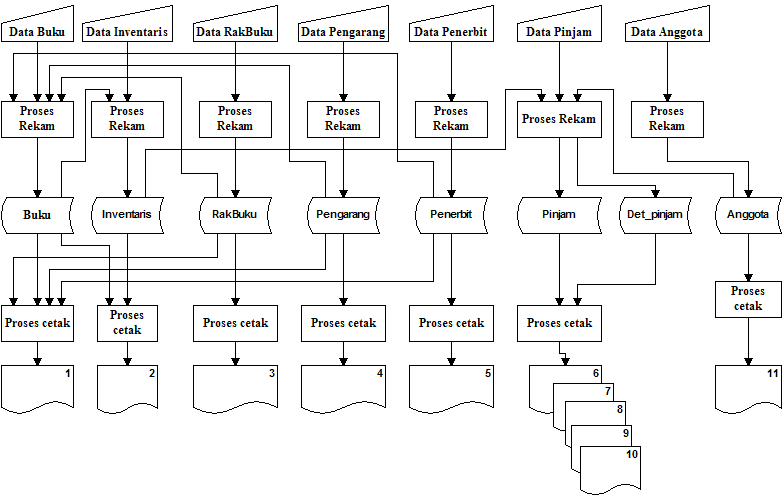 Data Buku
Data Inventaris
Data RakBuku
Data Pengarang
Data Penerbit
Data Pinjam
Data Anggota
Proses
Rekam
Proses
Rekam
Proses
Rekam
Proses
Rekam
Proses
Rekam
Proses Rekam
Proses
Rekam
Buku
Inventaris
RakBuku
Pengarang
Penerbit
Pinjam
Det_pinjam
Anggota
Proses cetak
Proses
cetak
Proses cetak
Proses cetak
Proses cetak
Proses cetak
Proses
cetak
1
2
3
4
5
6
7
8
9
10
11